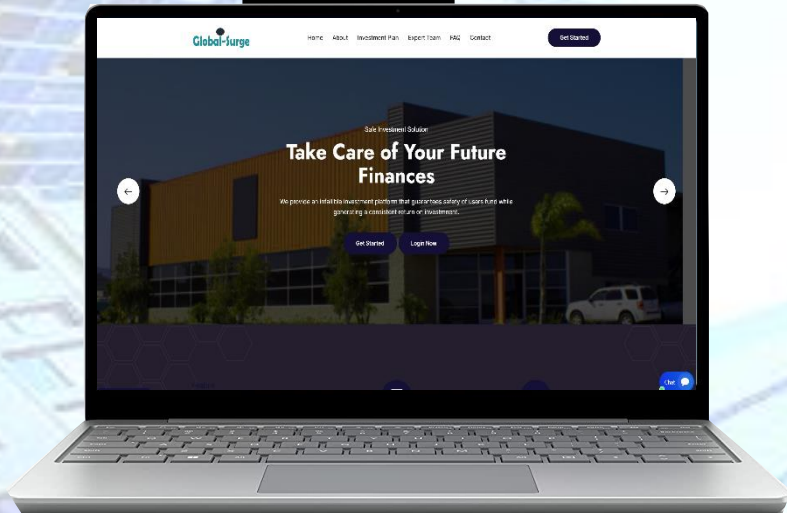 Global-Surge
Home About Investment Plan Expert Team FAQ Contact
Get Started
Safe Investment Solution
Take Care of Your Future
Finances
We provide an infallible investment platform that guarantees safety of users fund while
generating a consistent return on investment.
Get Started Login Now
Chat